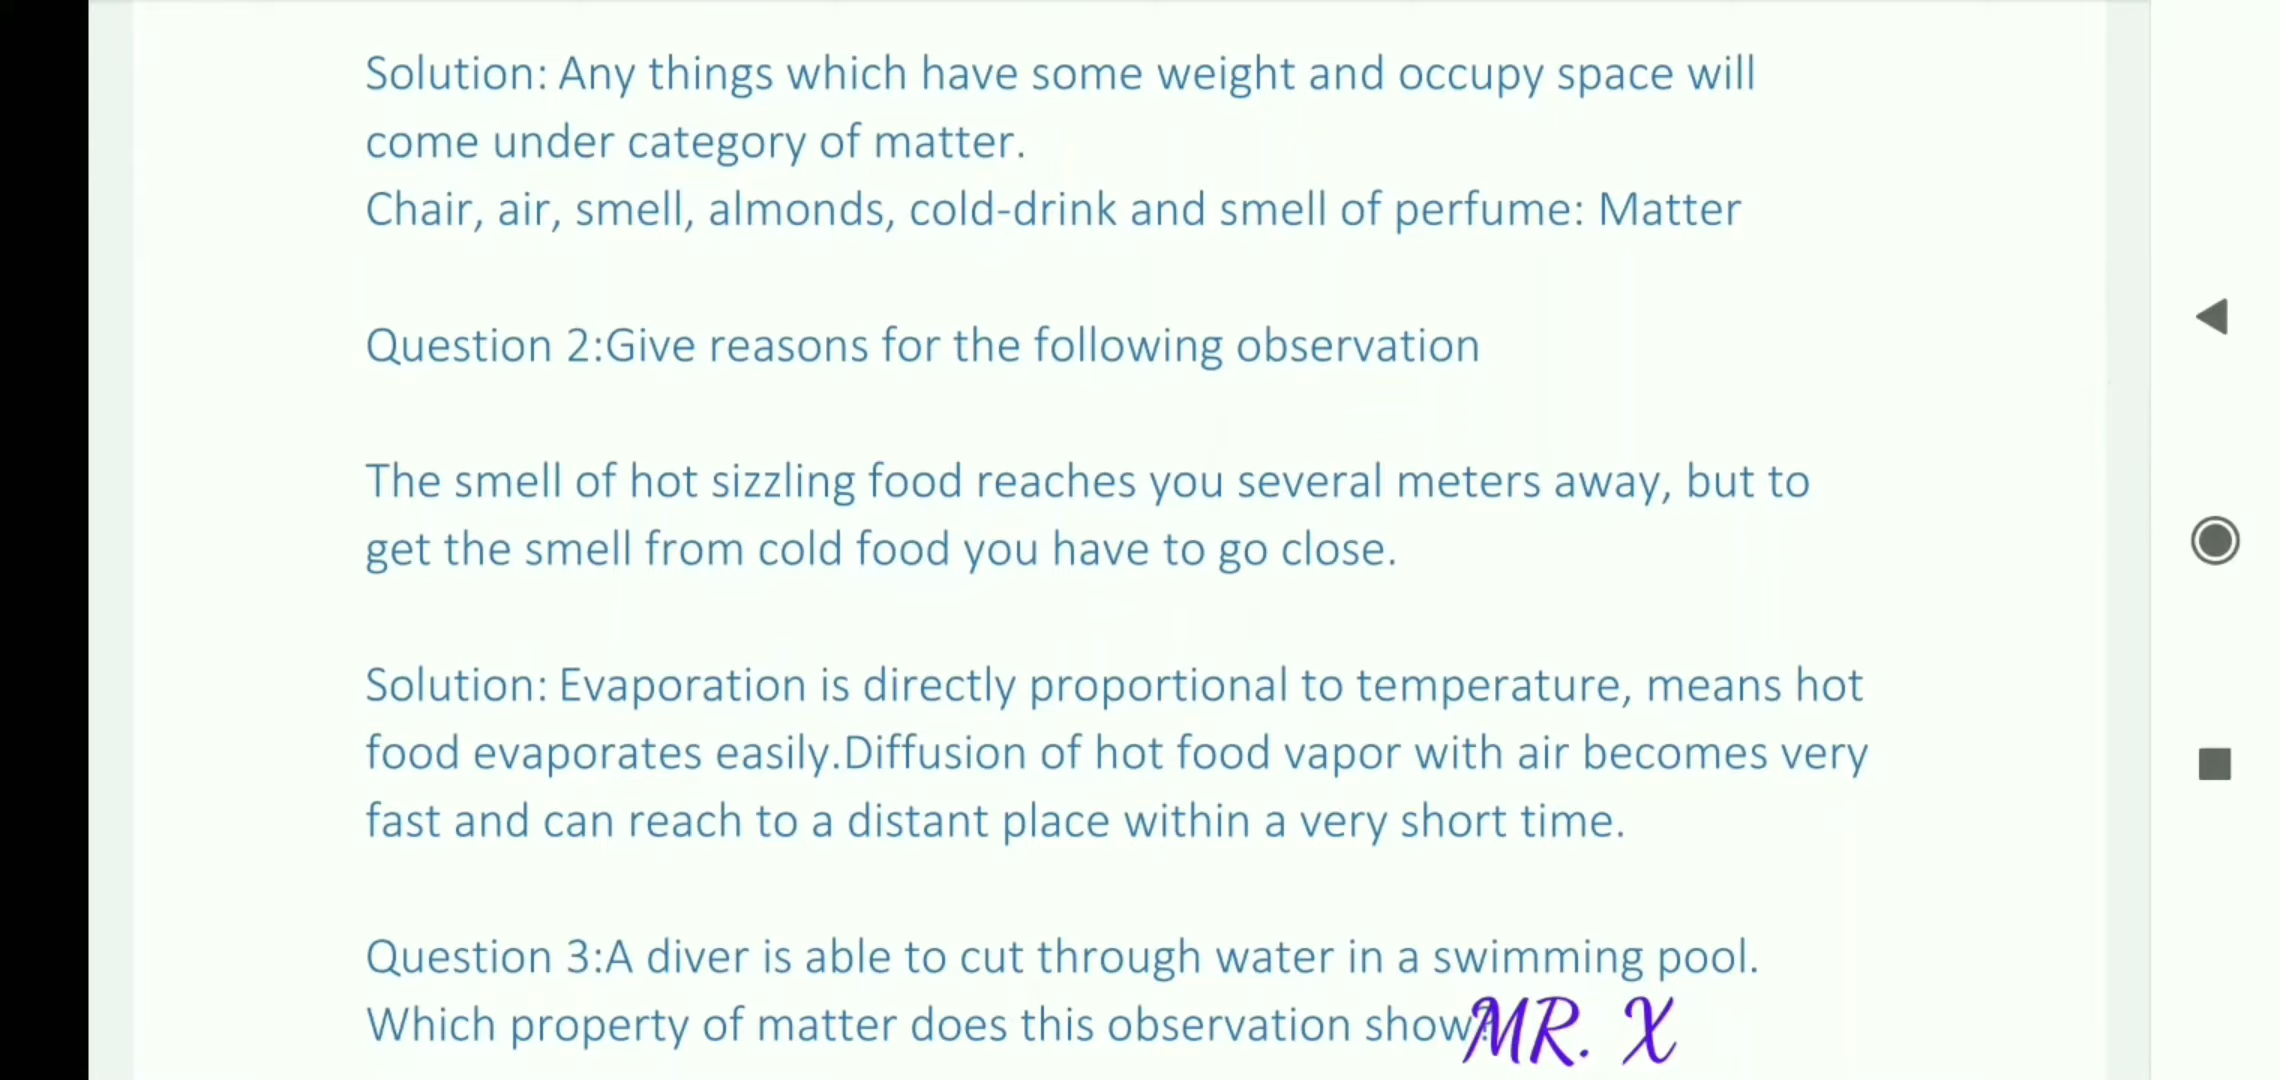 Solution: Any things which have some weight and occupy space will
come under category of matter.
Chair, air, smell, almonds, cold-drink and smell of perfume: Matter
Question 2:Give reasons for the following observation
The smell of hot sizzling food reaches you several meters away, but to
get the smell from cold food you have to go close.
Solution: Evaporation is directly proportional to temperature, means hot
food evaporates easily.Diffusion of hot food vapor with air becomes very
fast and can reach to a distant place within a very short time.
Question 3:A diver is able to cut through water in a swimming pool.
Which property of matter does this observation show?
MR. X